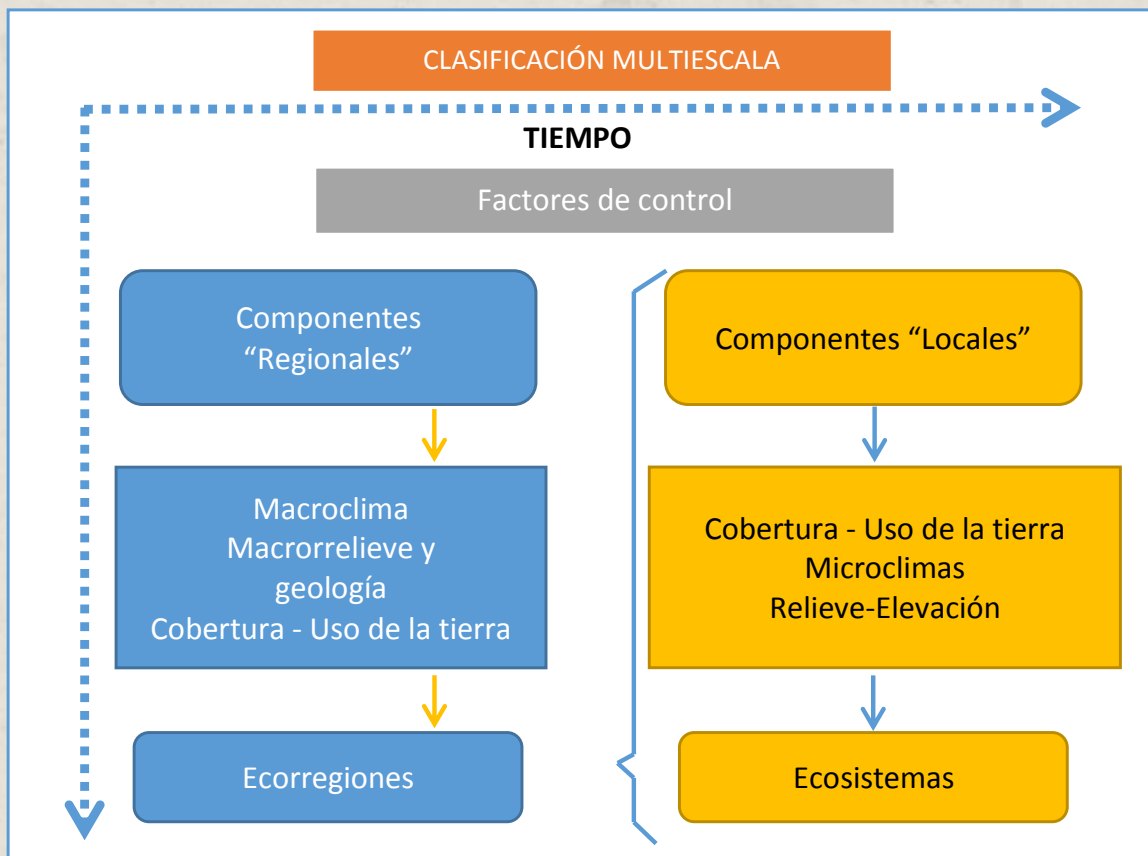 CLASIFICACIÓN MULTIESCALA
TIEMPO
Factores de control
Componentes
“Regionales”
Macroclima
Macrorrelieve y
geología
Cobertura - Uso de la tierra
Ecorregiones
Componentes “Locales”
Cobertura - Uso de la tierra
Microclimas
Relieve-Elevación
Ecosistemas